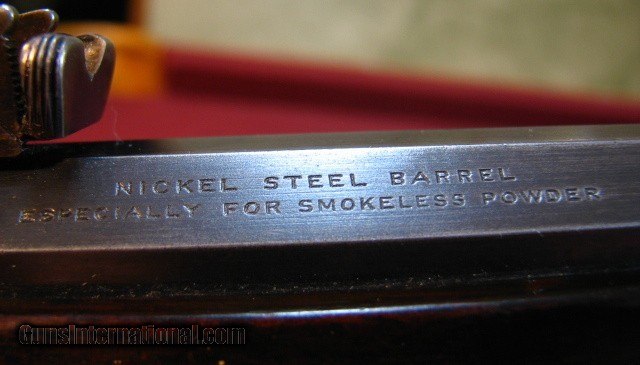 NICKEL STEEL BARREL
ESPECIALLY FOR SMOKELESS POWDER
GunsInternational.com